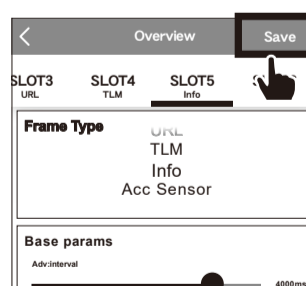 Overview Save
SLOT3 SLOT4 SLOT5
URL TLM Info
Frame Type
URL
TLM
Info
Acc Sensor
Base params
Adv:interval